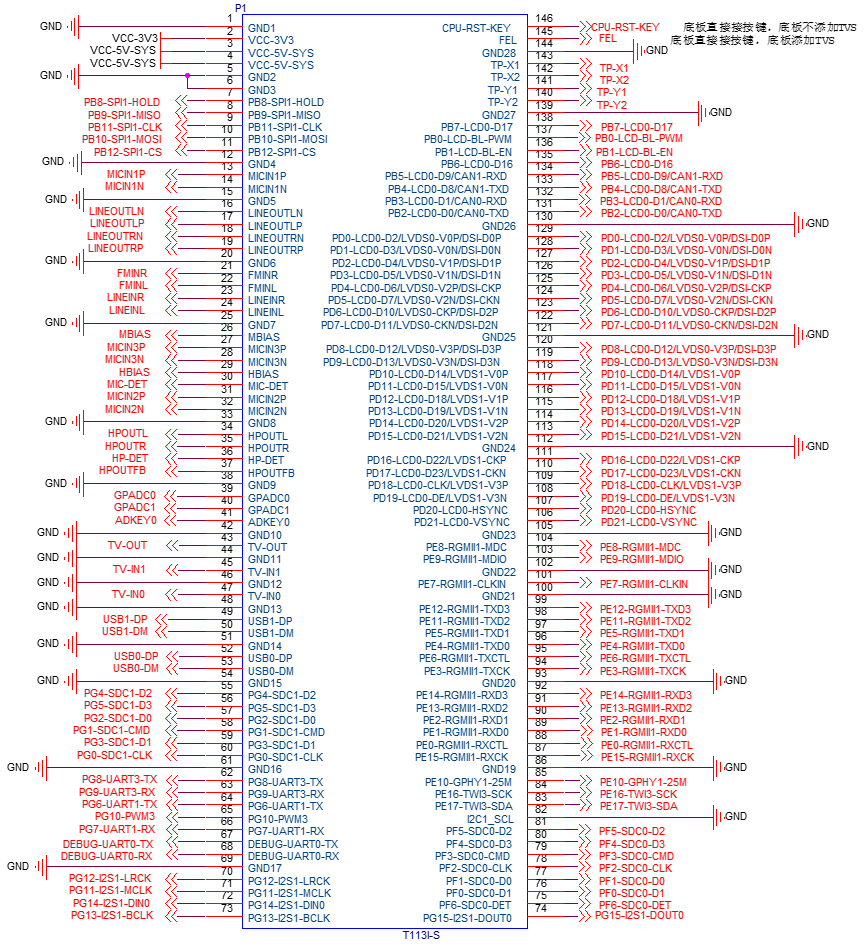 P1
GND 1 GND1 CPU-RST-KEY 146 CPU-RST-KEY 底板直接接按键，底板不添加TVS
VCC-3V3 2 VCC-3V3 FEL 145 FEL 底板直接接按键，底板添加TVS
VCC-5V-SYS 3 VCC-5V-SYS GND28 144 GND
VCC-5V-SYS 4 VCC-5V-SYS TP-X1 143 TP-X1
GND 5 GND2 TP-X2 142 TP-X2
6 GND3 TP-Y1 141 TP-Y1
PB8-SPI1-HOLD 7 PB8-SPI1-HOLD TP-Y2 140 TP-Y2
PB9-SPI1-MISO 8 PB9-SPI1-MISO GND27 139 GND
PB11-SPI1-CLK 9 PB11-SPI1-CLK PB7-LCD0-D17 138 PB7-LCD0-D17
PB10-SPI1-MOSI 10 PB10-SPI1-MOSI PB0-LCD-BL-PWM 137 PB0-LCD-BL-PWM
PB12-SPI1-CS 11 PB12-SPI1-CS PB1-LCD-BL-EN 136 PB1-LCD-BL-EN
GND 12 GND4 PB6-LCD0-D16 135 PB6-LCD0-D16
MICIN1P 13 MICIN1P PB5-LCD0-D9/CAN1-RXD 134 PB5-LCD0-D9/CAN1-RXD
MICIN1N 14 MICIN1N PB4-LCD0-D8/CAN1-TXD 133 PB4-LCD0-D8/CAN1-TXD
GND 15 GND5 PB3-LCD0-D1/CAN0-RXD 132 PB3-LCD0-D1/CAN0-RXD
LINEOUTLN 16 LINEOUTLN PB2-LCD0-D0/CAN0-TXD 131 PB2-LCD0-D0/CAN0-TXD
LINEOUTLP 17 LINEOUTLP GND26 130 GND
LINEOUTRN 18 LINEOUTRN PD0-LCD0-D2/LVDS0-V0P/DSI-D0P 129 PD0-LCD0-D2/LVDS0-V0P/DSI-D0P
LINEOUTRP 19 LINEOUTRP PD1-LCD0-D3/LVDS0-V0N/DSI-D0N 128 PD1-LCD0-D3/LVDS0-V0N/DSI-D0N
GND 20 GND6 PD2-LCD0-D4/LVDS0-V1P/DSI-D1P 127 PD2-LCD0-D4/LVDS0-V1P/DSI-D1P
FMINR 21 FMINR PD3-LCD0-D5/LVDS0-V1N/DSI-D1N 126 PD3-LCD0-D5/LVDS0-V1N/DSI-D1N
FMINL 22 FMINL PD4-LCD0-D6/LVDS0-V2P/DSI-CKP 125 PD4-LCD0-D6/LVDS0-V2P/DSI-CKP
LINEINR 23 LINEINR PD5-LCD0-D7/LVDS0-V2N/DSI-CKN 124 PD5-LCD0-D7/LVDS0-V2N/DSI-CKN
LINEINL 24 LINEINL PD6-LCD0-D10/LVDS0-CKP/DSI-D2P 123 PD6-LCD0-D10/LVDS0-CKP/DSI-D2P
GND 25 GND7 PD7-LCD0-D11/LVDS0-CKN/DSI-D2N 122 PD7-LCD0-D11/LVDS0-CKN/DSI-D2N
MBIAS 26 MBIAS GND25 121 GND
MICIN3P 27 MICIN3P PD8-LCD0-D12/LVDS0-V3P/DSI-D3P 120 PD8-LCD0-D12/LVDS0-V3P/DSI-D3P
MICIN3N 28 MICIN3N PD9-LCD0-D13/LVDS0-V3N/DSI-D3N 119 PD9-LCD0-D13/LVDS0-V3N/DSI-D3N
HBIAS 29 HBIAS PD10-LCD0-D14/LVDS1-V0P 118 PD10-LCD0-D14/LVDS1-V0P
MIC-DET 30 MIC-DET PD11-LCD0-D15/LVDS1-V0N 117 PD11-LCD0-D15/LVDS1-V0N
MICIN2P 31 MICIN2P PD12-LCD0-D18/LVDS1-V1P 116 PD12-LCD0-D18/LVDS1-V1P
MICIN2N 32 MICIN2N PD13-LCD0-D19/LVDS1-V1N 115 PD13-LCD0-D19/LVDS1-V1N
GND 33 GND8 PD14-LCD0-D20/LVDS1-V2P 114 PD14-LCD0-D20/LVDS1-V2P
HPOUTL 34 HPOUTL PD15-LCD0-D21/LVDS1-V2N 113 PD15-LCD0-D21/LVDS1-V2N
HPOUTR 35 HPOUTR GND24 112 GND
HP-DET 36 HP-DET PD16-LCD0-D22/LVDS1-CKP 111 PD16-LCD0-D22/LVDS1-CKP
HPOUTFB 37 HPOUTFB PD17-LCD0-D23/LVDS1-CKN 110 PD17-LCD0-D23/LVDS1-CKN
GND 38 GND9 PD18-LCD0-CLK/LVDS1-V3P 109 PD18-LCD0-CLK/LVDS1-V3P
GPADC0 39 GPADC0 PD19-LCD0-DE/LVDS1-V3N 108 PD19-LCD0-DE/LVDS1-V3N
GPADC1 40 GPADC1 PD20-LCD0-HSYNC 107 PD20-LCD0-HSYNC
ADKEY0 41 ADKEY0 PD21-LCD0-VSYNC 106 PD21-LCD0-VSYNC
GND 42 GND10 GND23 105 GND
TV-OUT 43 TV-OUT PE8-RGMII1-MDC 104 PE8-RGMII1-MDC
GND 44 GND11 PE9-RGMII1-MDIO 103 PE9-RGMII1-MDIO
TV-IN1 45 TV-IN1 GND22 102 GND
GND 46 GND12 PE7-RGMII1-CLKIN 101 PE7-RGMII1-CLKIN
TV-IN0 47 TV-IN0 GND21 100 GND
GND 48 GND13 PE12-RGMII1-TXD3 99 PE12-RGMII1-TXD3
USB1-DP 49 USB1-DP PE11-RGMII1-TXD2 98 PE11-RGMII1-TXD2
USB1-DM 50 USB1-DM PE5-RGMII1-TXD1 97 PE5-RGMII1-TXD1
GND 51 GND14 PE4-RGMII1-TXD0 96 PE4-RGMII1-TXD0
USB0-DP 52 USB0-DP PE6-RGMII1-TXCTL 95 PE6-RGMII1-TXCTL
USB0-DM 53 USB0-DM PE3-RGMII1-TXCK 94 PE3-RGMII1-TXCK
GND 54 GND15 GND20 93 GND
PG4-SDC1-D2 55 PG4-SDC1-D2 PE14-RGMII1-RXD3 92 PE14-RGMII1-RXD3
PG5-SDC1-D3 56 PG5-SDC1-D3 PE13-RGMII1-RXD2 91 PE13-RGMII1-RXD2
PG2-SDC1-D0 57 PG2-SDC1-D0 PE2-RGMII1-RXD1 90 PE2-RGMII1-RXD1
PG1-SDC1-CMD 58 PG1-SDC1-CMD PE1-RGMII1-RXD0 89 PE1-RGMII1-RXD0
PG3-SDC1-D1 59 PG3-SDC1-D1 PE0-RGMII1-RXCTL 88 PE0-RGMII1-RXCTL
PG0-SDC1-CLK 60 PG0-SDC1-CLK PE15-RGMII1-RXCK 87 PE15-RGMII1-RXCK
GND 61 GND16 GND19 86 GND
PG8-UART3-TX 62 PG8-UART3-TX PE10-GPHY1-25M 85 PE10-GPHY1-25M
PG9-UART3-RX 63 PG9-UART3-RX PE16-TWI3-SCK 84 PE16-TWI3-SCK
PG6-UART1-TX 64 PG6-UART1-TX PE17-TWI3-SDA 83 PE17-TWI3-SDA
PG10-PWM3 65 PG10-PWM3 I2C1_SCL 82 GND
PG7-UART1-RX 66 PG7-UART1-RX PF5-SDC0-D2 81 PF5-SDC0-D2
DEBUG-UART0-TX 67 DEBUG-UART0-TX PF4-SDC0-D3 80 PF4-SDC0-D3
DEBUG-UART0-RX 68 DEBUG-UART0-RX PF3-SDC0-CMD 79 PF3-SDC0-CMD
GND 69 GND17 PF2-SDC0-CLK 78 PF2-SDC0-CLK
PG12-I2S1-LRCK 70 PG12-I2S1-LRCK PF1-SDC0-D0 77 PF1-SDC0-D0
PG11-I2S1-MCLK 71 PG11-I2S1-MCLK PF0-SDC0-D1 76 PF0-SDC0-D1
PG14-I2S1-DIN0 72 PG14-I2S1-DIN0 PF6-SDC0-DET 75 PF6-SDC0-DET
PG13-I2S1-BCLK 73 PG13-I2S1-BCLK PG15-I2S1-DOUT0 74 PG15-I2S1-DOUT0
T113I-S